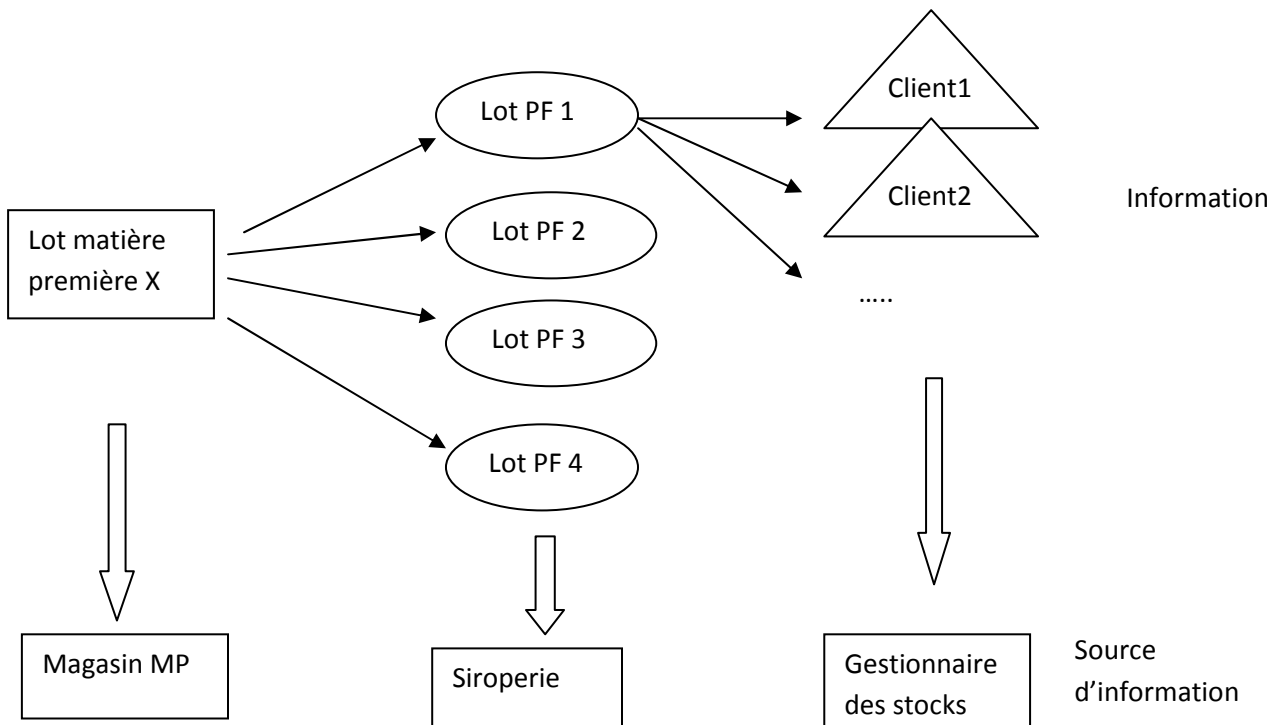 Client1
Lot PF 1
Client2
Information
Lot matière
première X
Lot PF 2
…..
Lot PF 3
Lot PF 4
Magasin MP
Siroperie
Gestionnaire
des stocks
Source
d’information